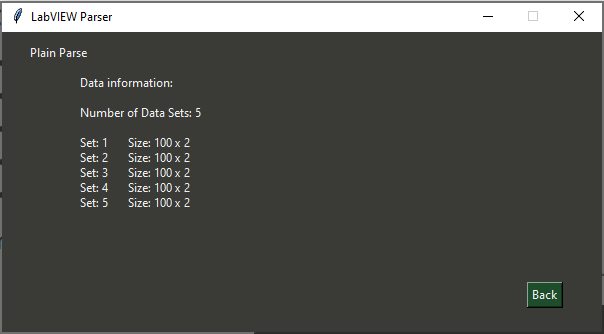 LabVIEW Parser
Plain Parse
Data information:
Number of Data Sets: 5
Set: 1 Size: 100 x 2
Set: 2 Size: 100 x 2
Set: 3 Size: 100 x 2
Set: 4 Size: 100 x 2
Set: 5 Size: 100 x 2
Back